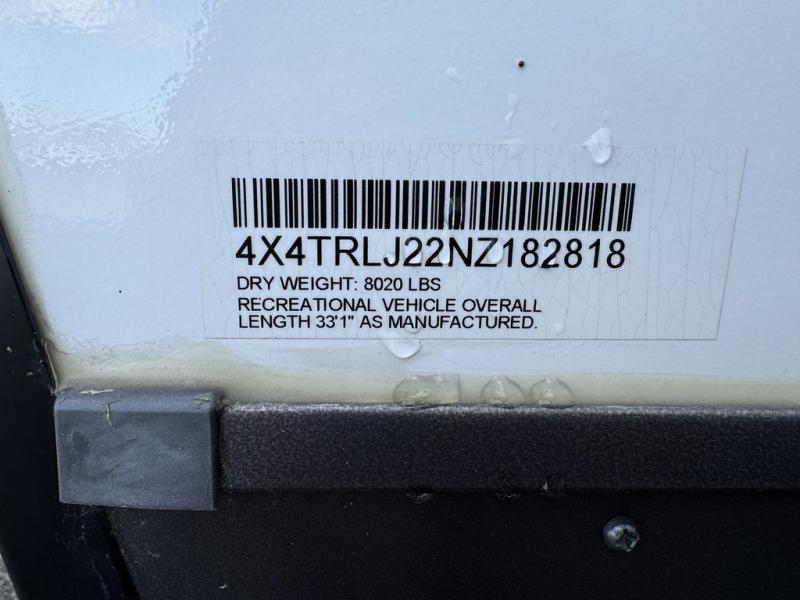 4X4TRLJ22NZ182818
DRY WEIGHT: 8020 LBS
RECREATIONAL VEHICLE OVERALL
LENGTH 33'1" AS MANUFACTURED.